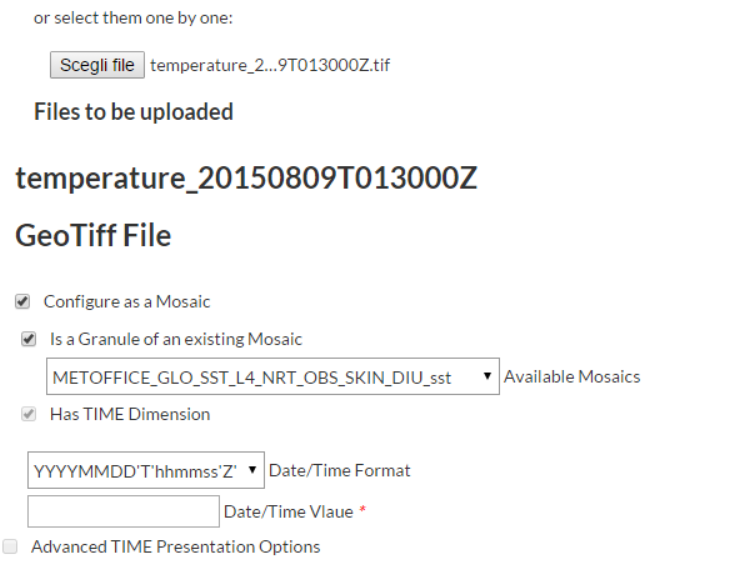 or select them one by one:
Scegli file temperature_2...9T013000Z.tif
Files to be uploaded
temperature_20150809T013000Z
GeoTiff File
Configure as a Mosaic
Is a Granule of an existing Mosaic
METOFFICE_GLO_SST_L4_NRT_OBS_SKIN_DIU_sst Available Mosaics
Has TIME Dimension
YYYYMMDD'T'hhmmss'Z' Date/Time Format
Date/Time Vlaue *
Advanced TIME Presentation Options